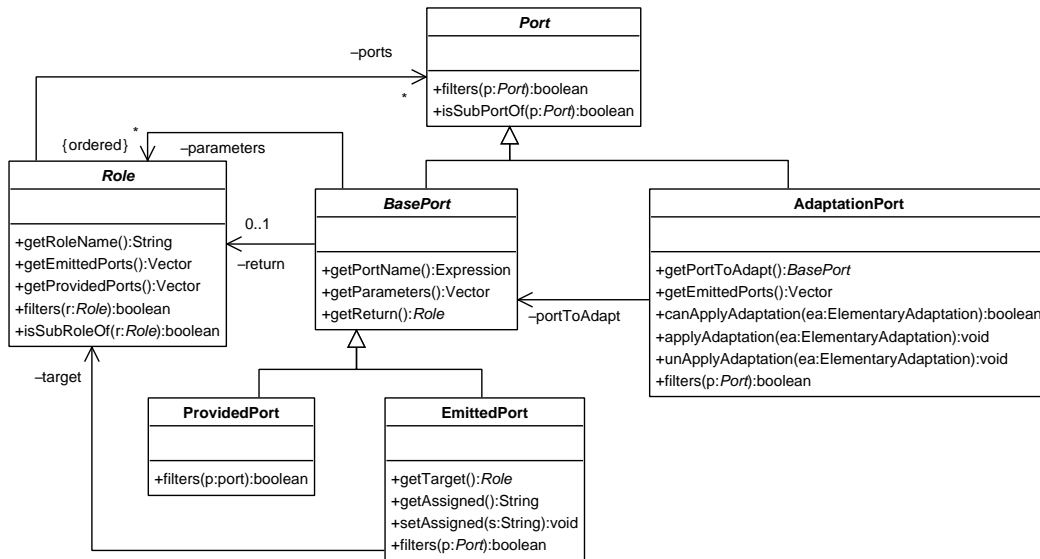 Port
+filters(p:Port):boolean
+isSubPortOf(p:Port):boolean
–ports
*
*
{ordered}
–parameters
Role
+getRoleName():String
+getEmittedPorts():Vector
+getProvidedPorts():Vector
+filters(r:Role):boolean
+isSubRoleOf(r:Role):boolean
0..1
–return
BasePort
+getPortName():Expression
+getParameters():Vector
+getReturn():Role
–portToAdapt
AdaptationPort
+getPortToAdapt():BasePort
+getEmittedPorts():Vector
+canApplyAdaptation(ea:ElementaryAdaptation):boolean
+applyAdaptation(ea:ElementaryAdaptation):void
+unApplyAdaptation(ea:ElementaryAdaptation):void
+filters(p:Port):boolean
–target
ProvidedPort
+filters(p:port):boolean
EmittedPort
+getTarget():Role
+getAssigned():String
+setAssigned(s:String):void
+filters(p:Port):boolean